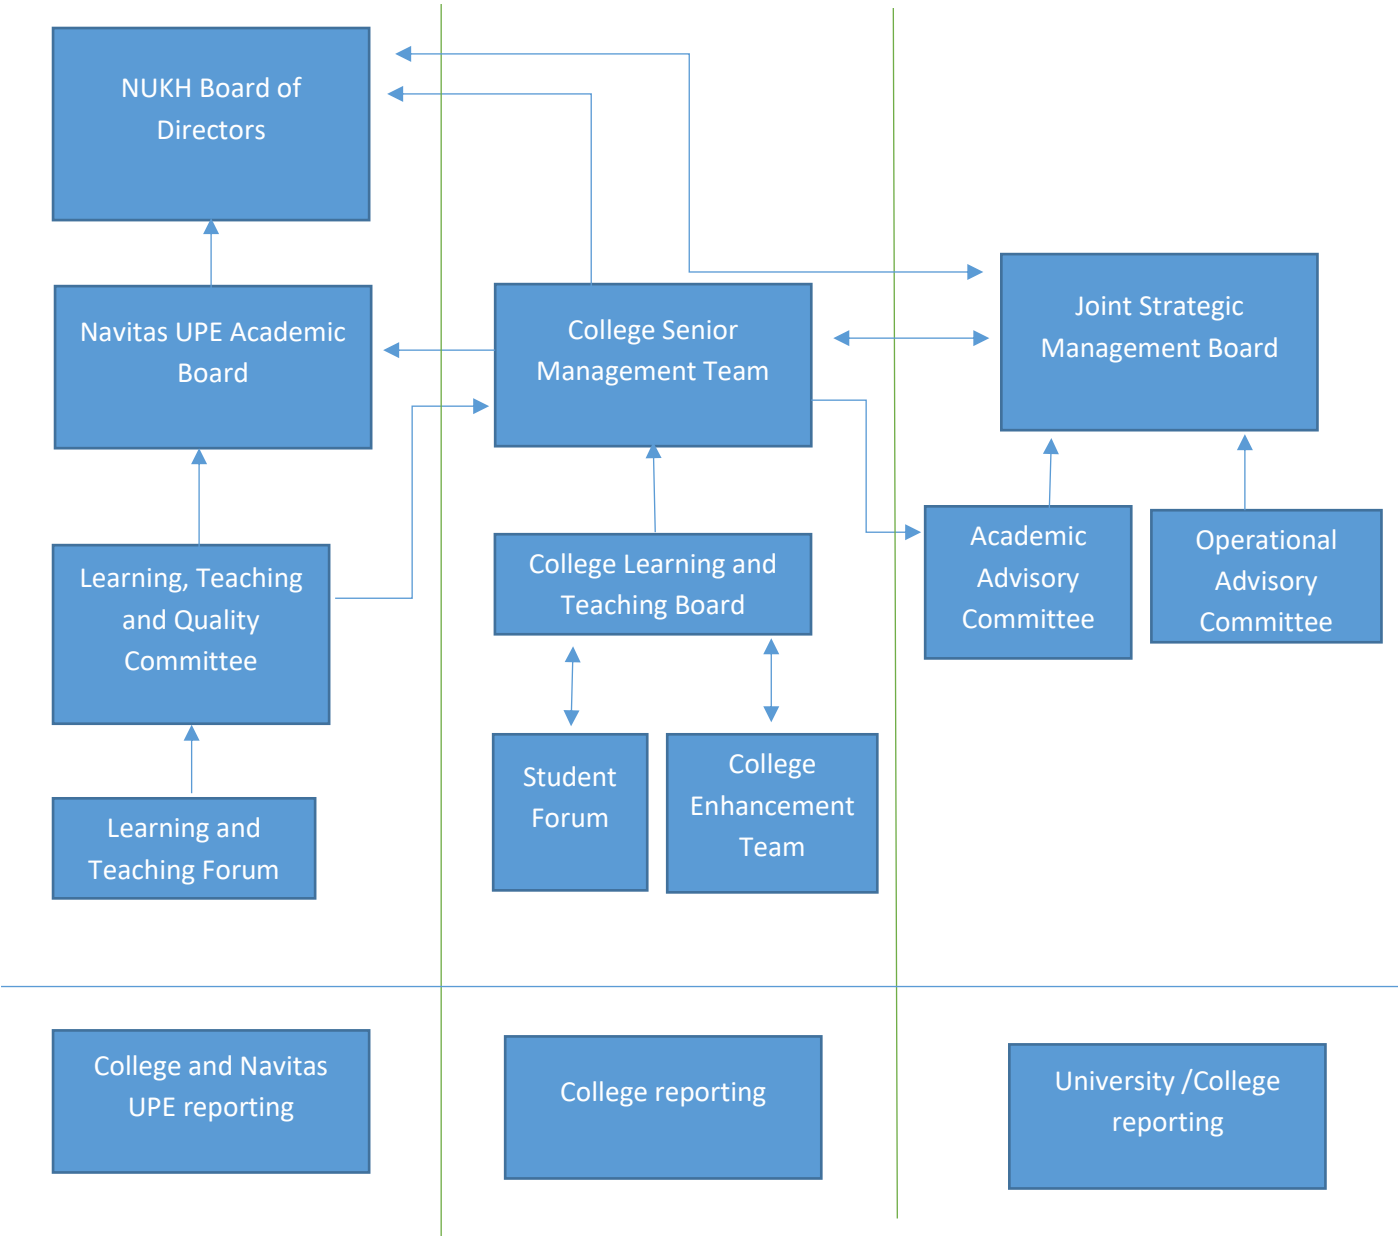 NUKH Board of
Directors
Navitas UPE Academic
Board
College Senior
Management Team
Joint Strategic
Management Board
Learning, Teaching
and Quality
Committee
College Learning and
Teaching Board
Academic
Advisory
Committee
Operational
Advisory
Committee
Learning and
Teaching Forum
Student
Forum
College
Enhancement
Team
College and Navitas
UPE reporting
College reporting
University /College
reporting